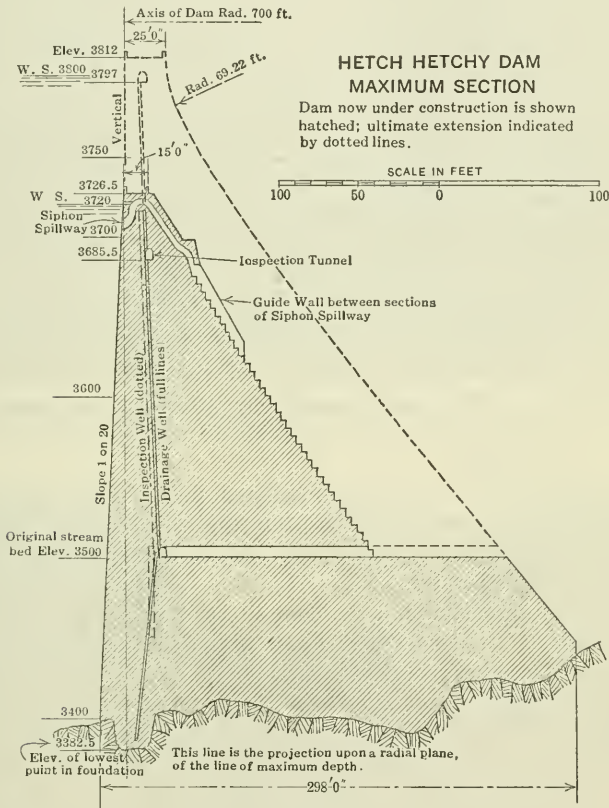 Axis of Dam Rad. 700 ft.
25'0"
Elev. 3812
W. S. 3800
3797
Rad. 69.22 ft.
HETCH HETCHY DAM
MAXIMUM SECTION
Dam now under construction is shown
hatched; ultimate extension indicated
by dotted lines.
Vertical
3750
15'0"
SCALE IN FEET
100 50 0 100
3726.5
W S.
3720
Siphon
Spillway
3700
3685.5
Inspection Tunnel
Guide Wall between sections
of Siphon Spillway
3600
Inspection Well (dotted)
Drainage Well (full lines)
Slope 1 on 20
Original stream
bed Elev. 3500
3400
3382.5
Elev. of lowest
point in foundation
This line is the projection upon a radial plane,
of the line of maximum depth.
298'0"